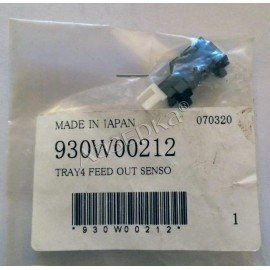 MADE IN JAPAN 070320
930W00212
TRAY4 FEED OUT SENSO
1
*930W00212*